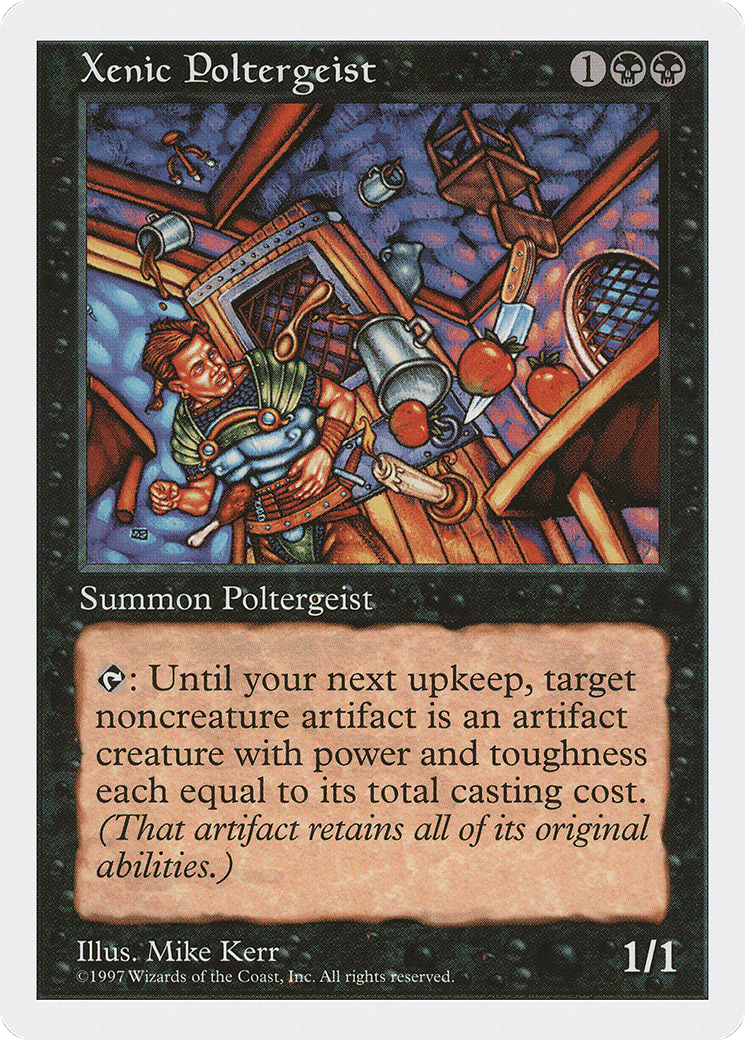 Xenic Poltergeist
1
Summon Poltergeist
: Until your next upkeep, target
noncreature artifact is an artifact
creature with power and toughness
each equal to its total casting cost.
(That artifact retains all of its original
abilities.)
Illus. Mike Kerr
1/1
©1997 Wizards of the Coast, Inc. All rights reserved.